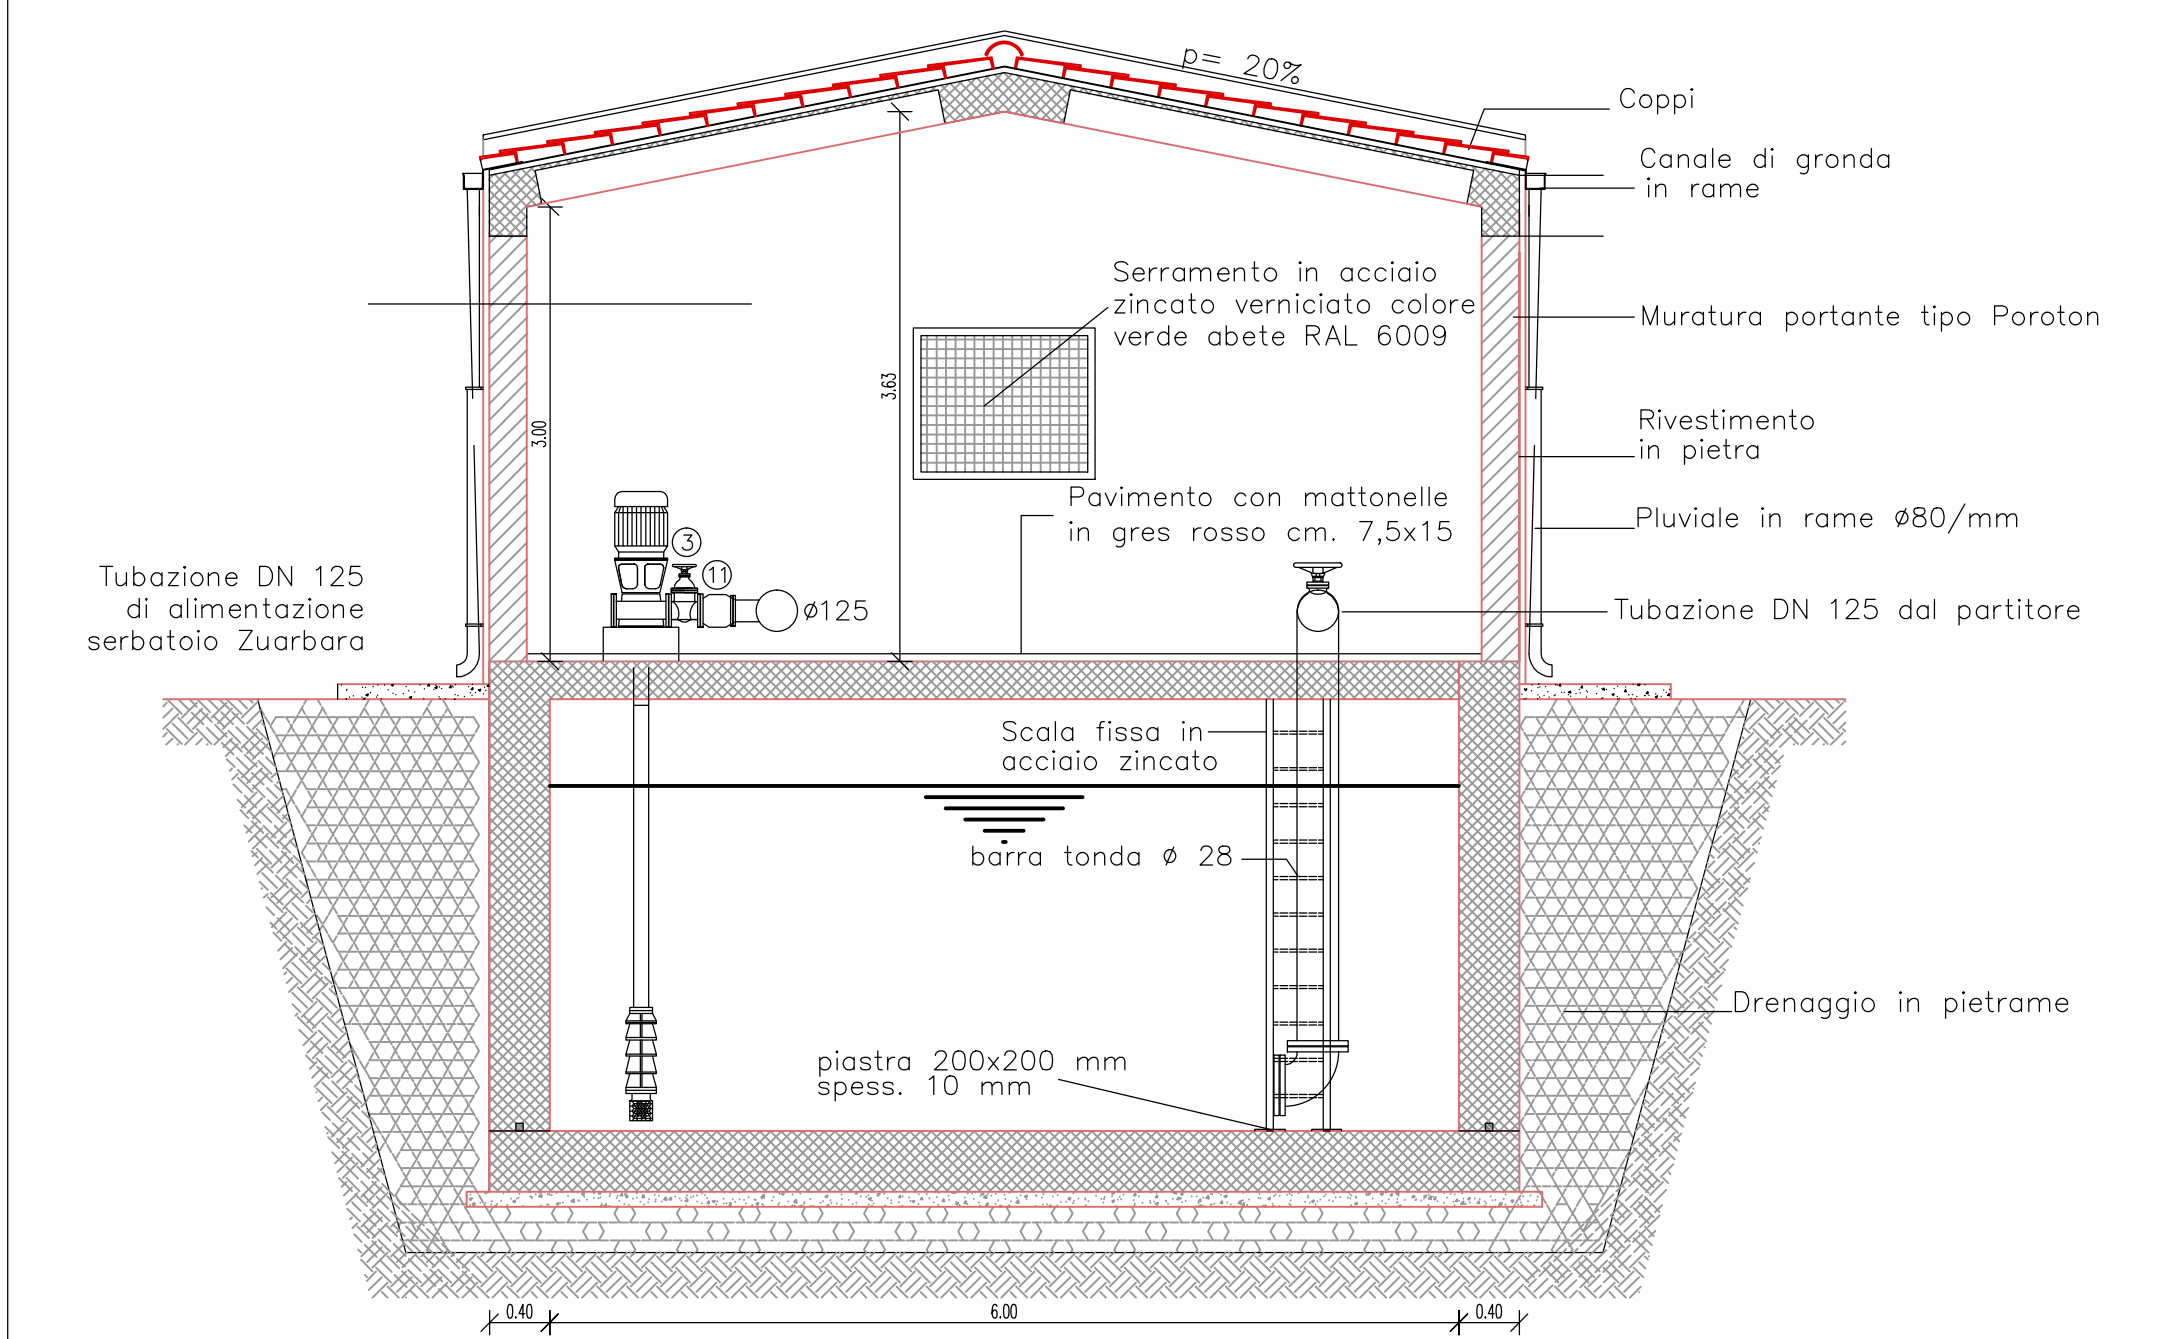 p= 20%
Coppi
Canale di gronda
in rame
Serramento in acciaio
zincato verniciato colore
verde abete RAL 6009
Muratura portante tipo Poroton
3.63
3.00
Rivestimento
in pietra
Pavimento con mattonelle
in gres rosso cm. 7,5x15
Pluviale in rame Ø80/mm
3
11
Ø125
Tubazione DN 125
di alimentazione
serbatoio Zuarbara
Tubazione DN 125 dal partitore
Scala fissa in
acciaio zincato
barra tonda Ø 28
Drenaggio in pietrame
piastra 200x200 mm
spess. 10 mm
0.40
6.00
0.40